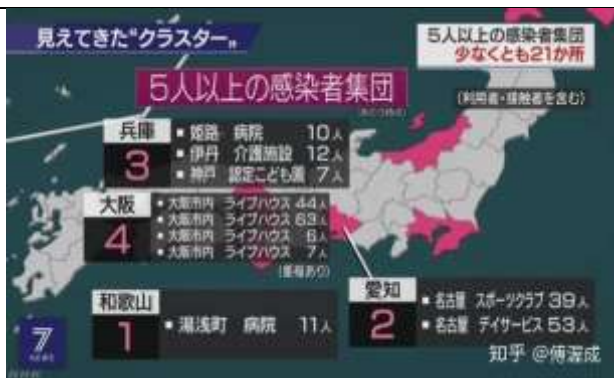 見えてきた"クラスター"
5人以上の感染者集団
少なくとも21か所
5人以上の感染者集団
(利用者・接触者を含む)
兵庫
3
姫路 病院 10人
伊丹 介護施設 12人
神戸 認定こども園 7人
大阪
4
大阪市内 ライブハウス 44人
大阪市内 ライブハウス 63人
大阪市内 ライブハウス 6人
大阪市内 ライブハウス 7人
(重複あり)
和歌山
1
湯浅町 病院 11人
愛知
2
名古屋 スポーツクラブ 39人
名古屋 デイサービス 53人
7
NEWS
知乎 @傅渥成